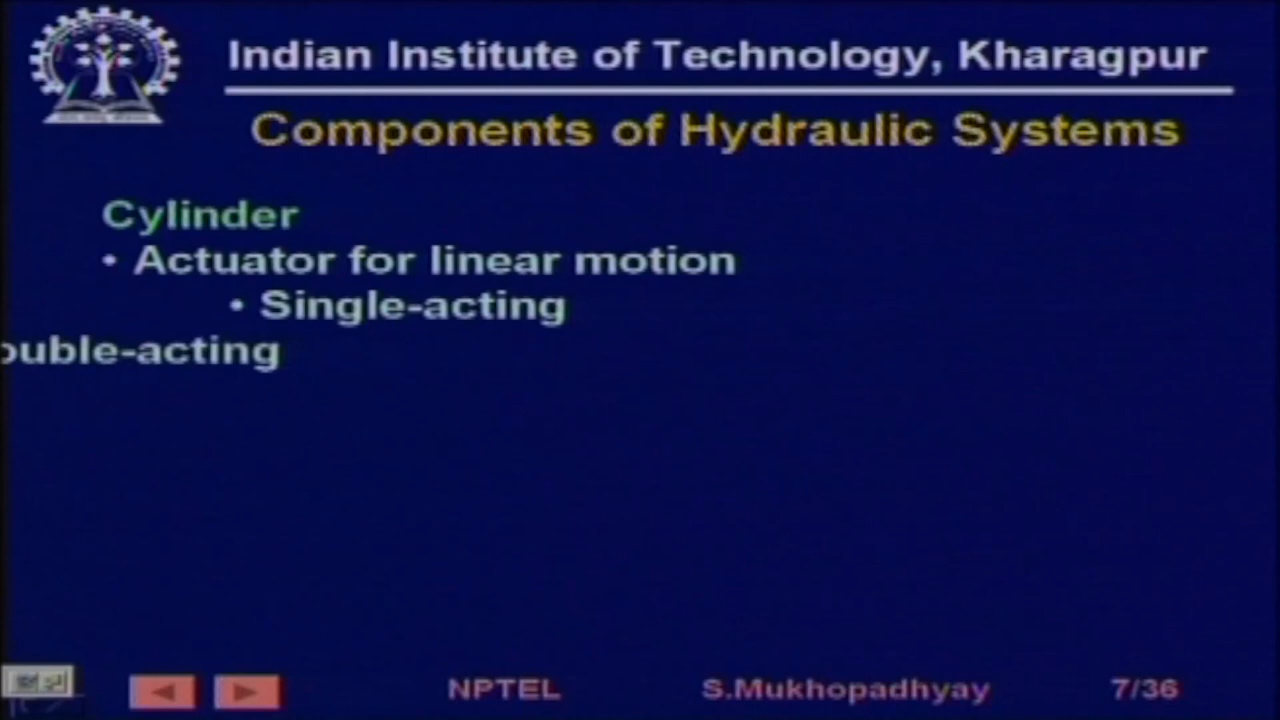 Indian Institute of Technology, Kharagpur
Components of Hydraulic Systems
Cylinder
• Actuator for linear motion
• Single-acting
ouble-acting
NPTEL S.Mukhopadhyay 7/36